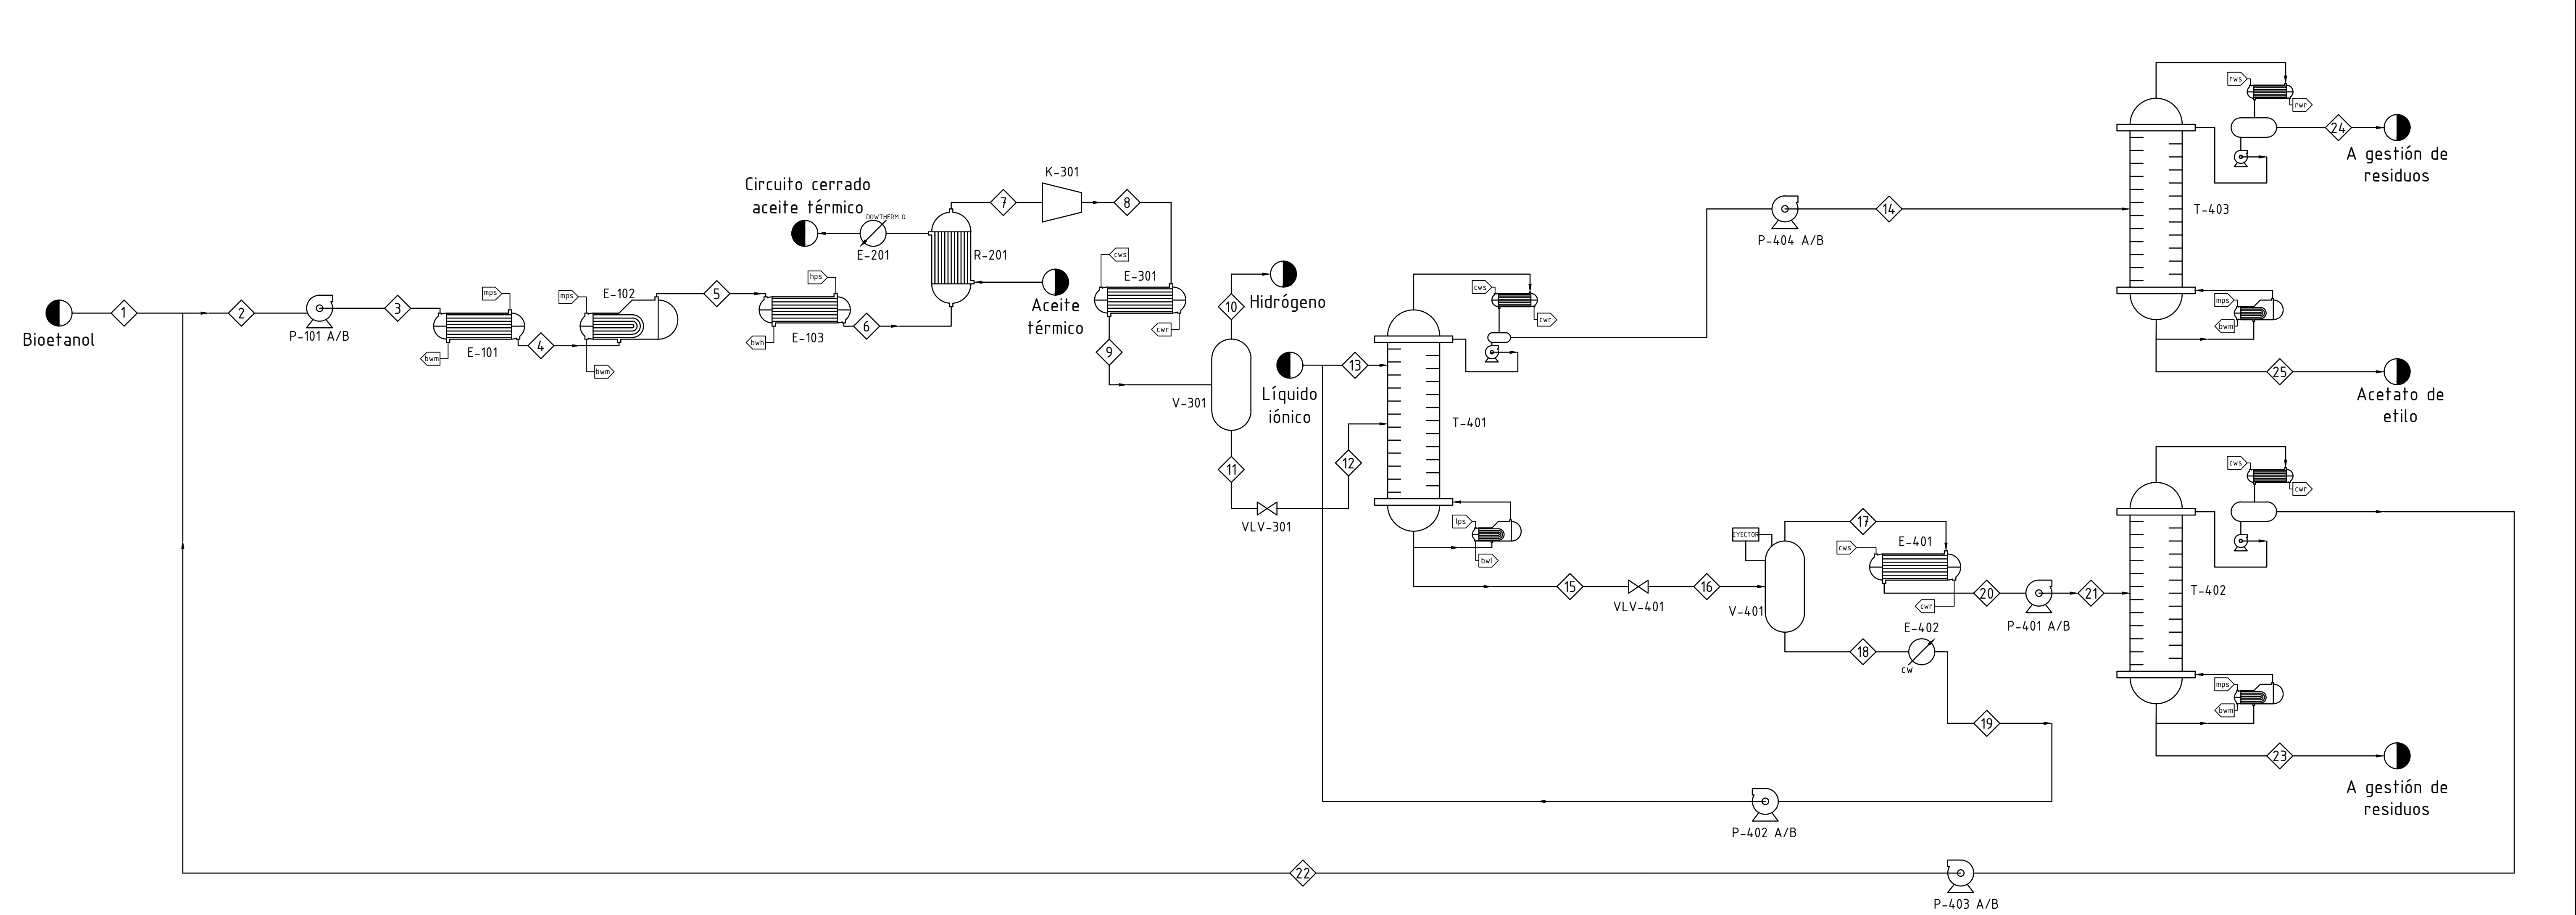 Bioetanol
1
2
P-101 A/B
3
mps
bwm
E-101
4
mps
E-102
bwm
5
hps
bwh
E-103
6
Circuito cerrado
aceite térmico
DOWTHERM Q
E-201
R-201
Aceite
térmico
7
K-301
8
cws
E-301
cwr
9
V-301
10
Hidrógeno
11
VLV-301
12
Líquido
iónico
13
T-401
cws
cwr
lps
bwl
P-404 A/B
14
T-403
rws
rwr
24
A gestión de
residuos
mps
bwm
25
Acetato de
etilo
15
VLV-401
16
EYECTOR
V-401
17
cws
E-401
cwr
18
E-402
cw
19
20
P-401 A/B
21
T-402
cws
cwr
mps
bwm
23
A gestión de
residuos
P-402 A/B
22
P-403 A/B